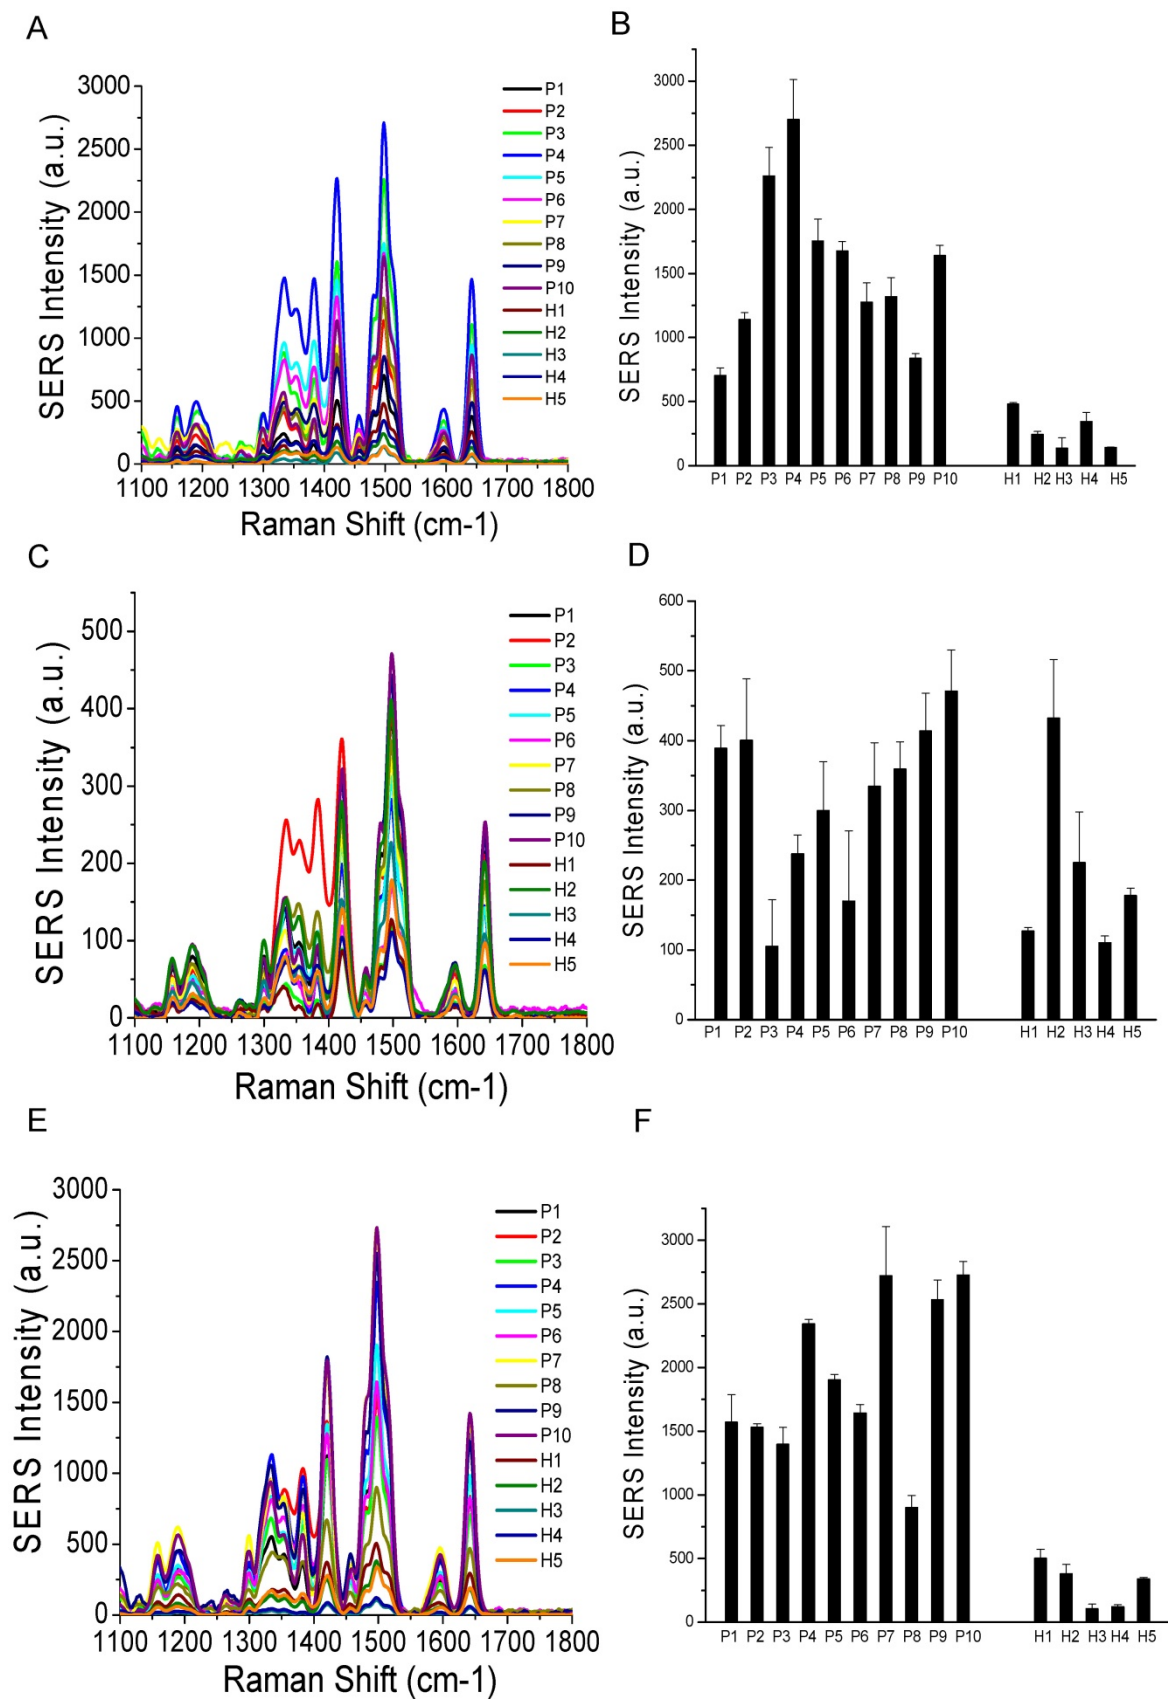 A
SERS Intensity (a.u.)
3000
2500
2000
1500
1000
500
0
1100 1200 1300 1400 1500 1600 1700 1800
Raman Shift (cm-1)
P1
P2
P3
P4
P5
P6
P7
P8
P9
P10
H1
H2
H3
H4
H5
B
SERS Intensity (a.u.)
3000
2500
2000
1500
1000
500
0
P1 P2 P3 P4 P5 P6 P7 P8 P9 P10 H1 H2 H3 H4 H5
C
SERS Intensity (a.u.)
500
400
300
200
100
0
1100 1200 1300 1400 1500 1600 1700 1800
Raman Shift (cm-1)
P1
P2
P3
P4
P5
P6
P7
P8
P9
P10
H1
H2
H3
H4
H5
D
SERS Intensity (a.u.)
600
500
400
300
200
100
0
P1 P2 P3 P4 P5 P6 P7 P8 P9 P10 H1 H2 H3 H4 H5
E
SERS Intensity (a.u.)
3000
2500
2000
1500
1000
500
0
1100 1200 1300 1400 1500 1600 1700 1800
Raman Shift (cm-1)
P1
P2
P3
P4
P5
P6
P7
P8
P9
P10
H1
H2
H3
H4
H5
F
SERS Intensity (a.u.)
3000
2500
2000
1500
1000
500
0
P1 P2 P3 P4 P5 P6 P7 P8 P9 P10 H1 H2 H3 H4 H5